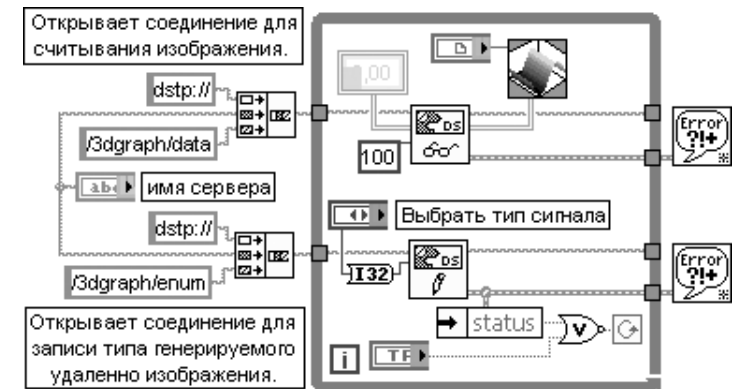 Открывает соединение для
считывания изображения.
dstp://
/3dgraph/data
abc
имя сервера
dstp://
/3dgraph/enum
Открывает соединение для
записи типа генерируемого
удаленно изображения.
,00
DS
100
Выбрать тип сигнала
I32
DS
status
V
i
TF
Error
?!+
Error
?!+